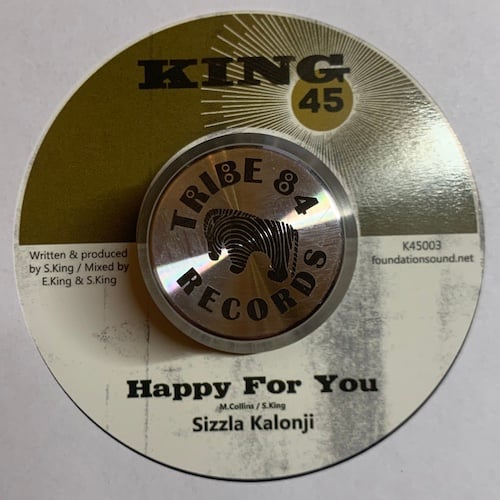 KING
45
TRIBE 84
RECORDS
Written & produced
by S.King / Mixed by
E.King & S.King
K45003
foundationsound.net
Happy For You
M.Collins / S.King
Sizzla Kalonji